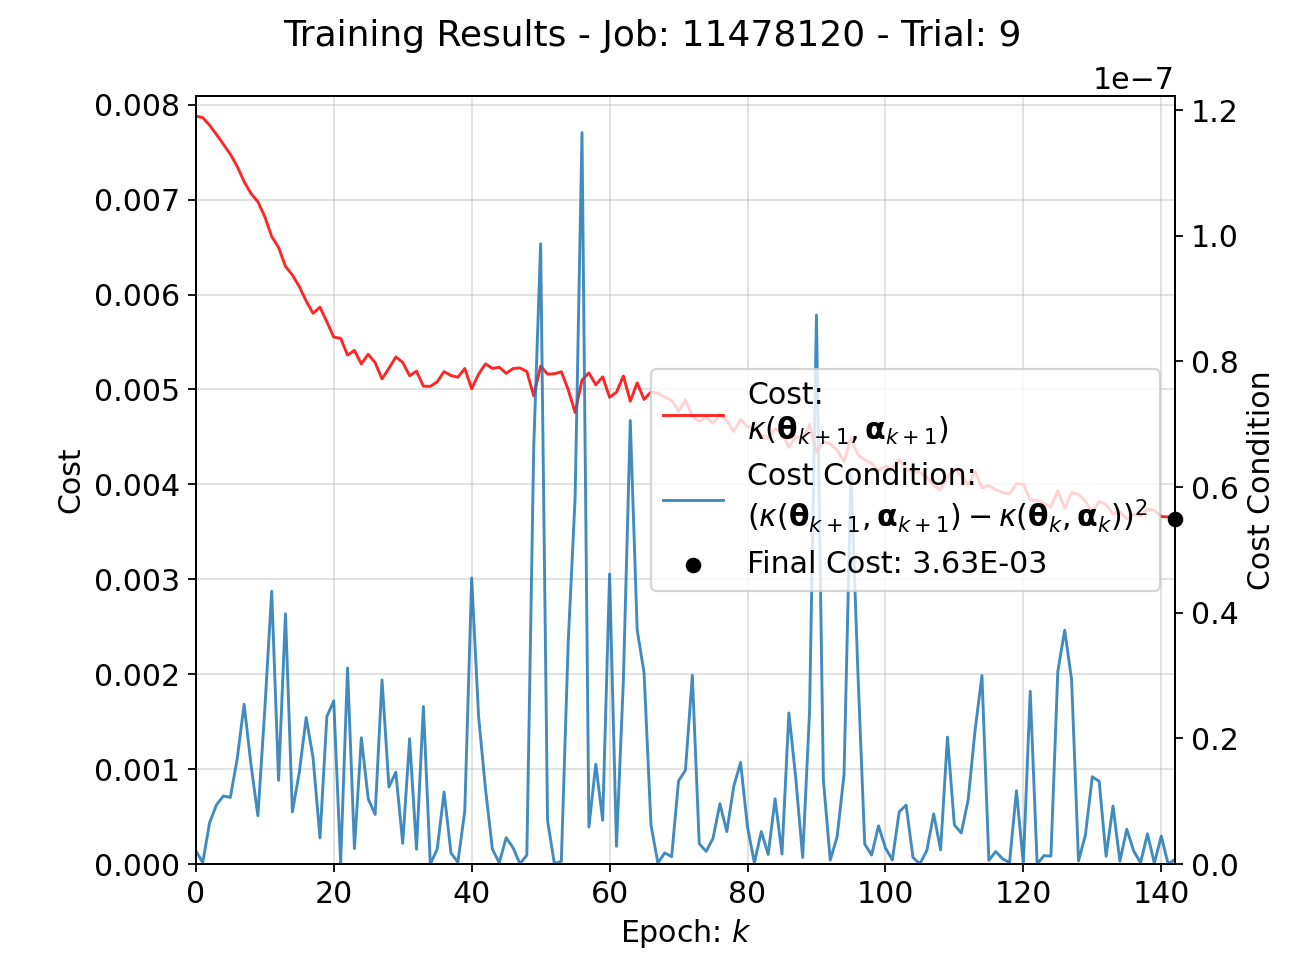 Training Results - Job: 11478120 - Trial: 9
1e−7
0.008
0.007
0.006
0.005
0.004
0.003
0.002
0.001
0.000
Cost
1.2
1.0
0.8
0.6
0.4
0.2
0.0
Cost Condition
Cost:
κ(θ_{k+1}, α_{k+1})
Cost Condition:
(κ(θ_{k+1}, α_{k+1}) − κ(θ_k, α_k))²
Final Cost: 3.63E-03
0 20 40 60 80 100 120 140
Epoch: k